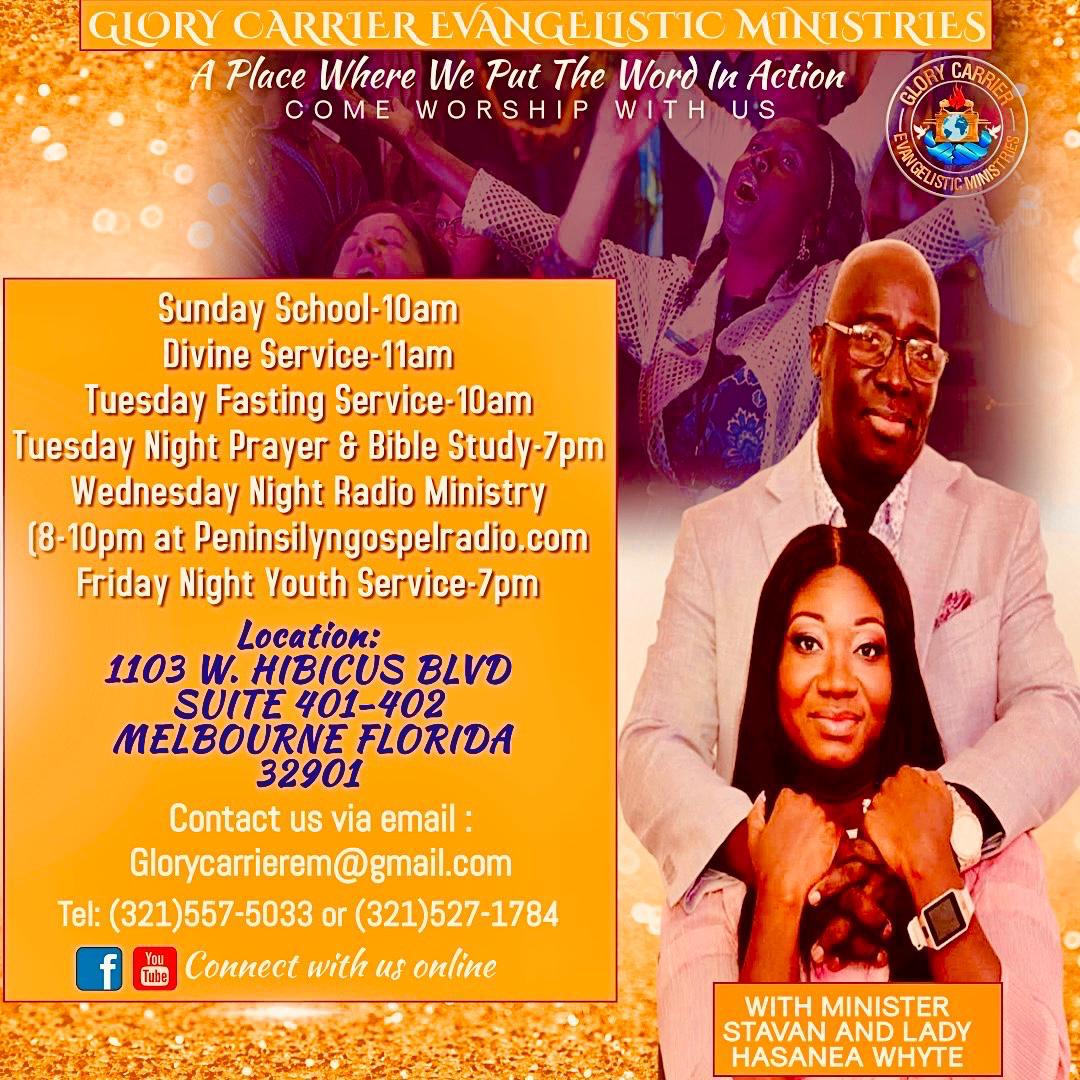 GLORY CARRIER EVANGELISTIC MINISTRIES
A Place Where We Put The Word In Action
COME WORSHIP WITH US
GLORY CARRIER
EVANGELISTIC MINISTRIES
Sunday School-10am
Divine Service-11am
Tuesday Fasting Service-10am
Tuesday Night Prayer & Bible Study-7pm
Wednesday Night Radio Ministry
(8-10pm at Peninsilyngospelradio.com
Friday Night Youth Service-7pm
Location:
1103 W. HIBICUS BLVD
SUITE 401-402
MELBOURNE FLORIDA
32901
Contact us via email :
Glorycarrierem@gmail.com
Tel: (321)557-5033 or (321)527-1784
f You Tube Connect with us online
WITH MINISTER
STAVAN AND LADY
HASANEA WHYTE